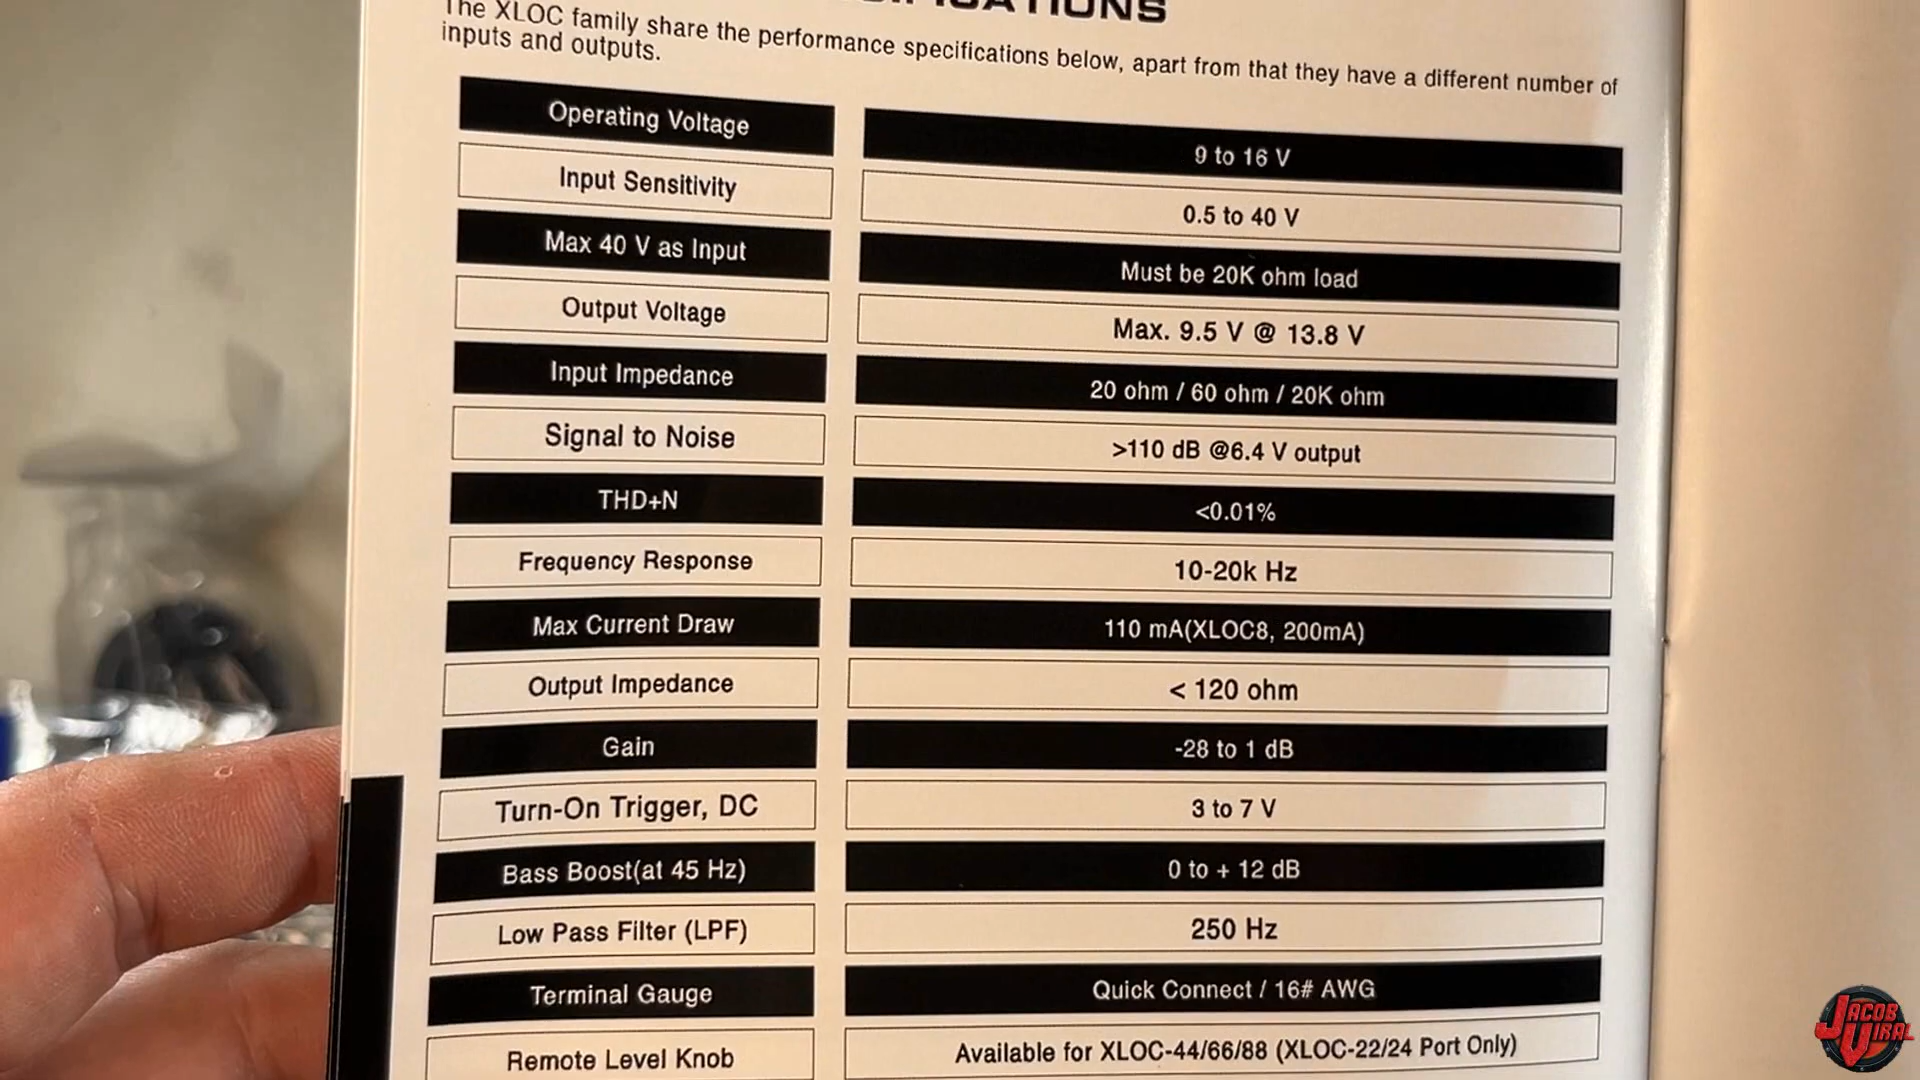 The XLOC family share the performance specifications below, apart from that they have a different number of
inputs and outputs.
Operating Voltage 9 to 16 V
Input Sensitivity 0.5 to 40 V
Max 40 V as Input Must be 20K ohm load
Output Voltage Max. 9.5 V @ 13.8 V
Input Impedance 20 ohm / 60 ohm / 20K ohm
Signal to Noise >110 dB @6.4 V output
THD+N <0.01%
Frequency Response 10-20k Hz
Max Current Draw 110 mA(XLOC8, 200mA)
Output Impedance < 120 ohm
Gain -28 to 1 dB
Turn-On Trigger, DC 3 to 7 V
Bass Boost(at 45 Hz) 0 to + 12 dB
Low Pass Filter (LPF) 250 Hz
Terminal Gauge Quick Connect / 16# AWG
Remote Level Knob Available for XLOC-44/66/88 (XLOC-22/24 Port Only)
JACOB
VIRAL